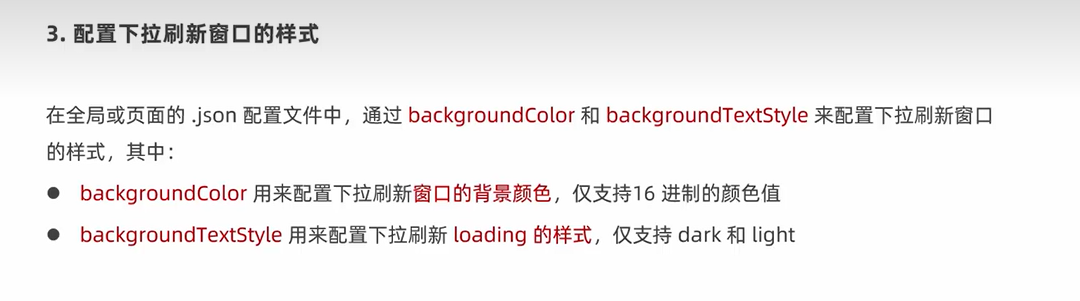 3. 配置下拉刷新窗口的样式
在全局或页面的 .json 配置文件中，通过 backgroundColor 和 backgroundTextStyle 来配置下拉刷新窗口
的样式，其中：
● backgroundColor 用来配置下拉刷新窗口的背景颜色，仅支持16 进制的颜色值
● backgroundTextStyle 用来配置下拉刷新 loading 的样式，仅支持 dark 和 light